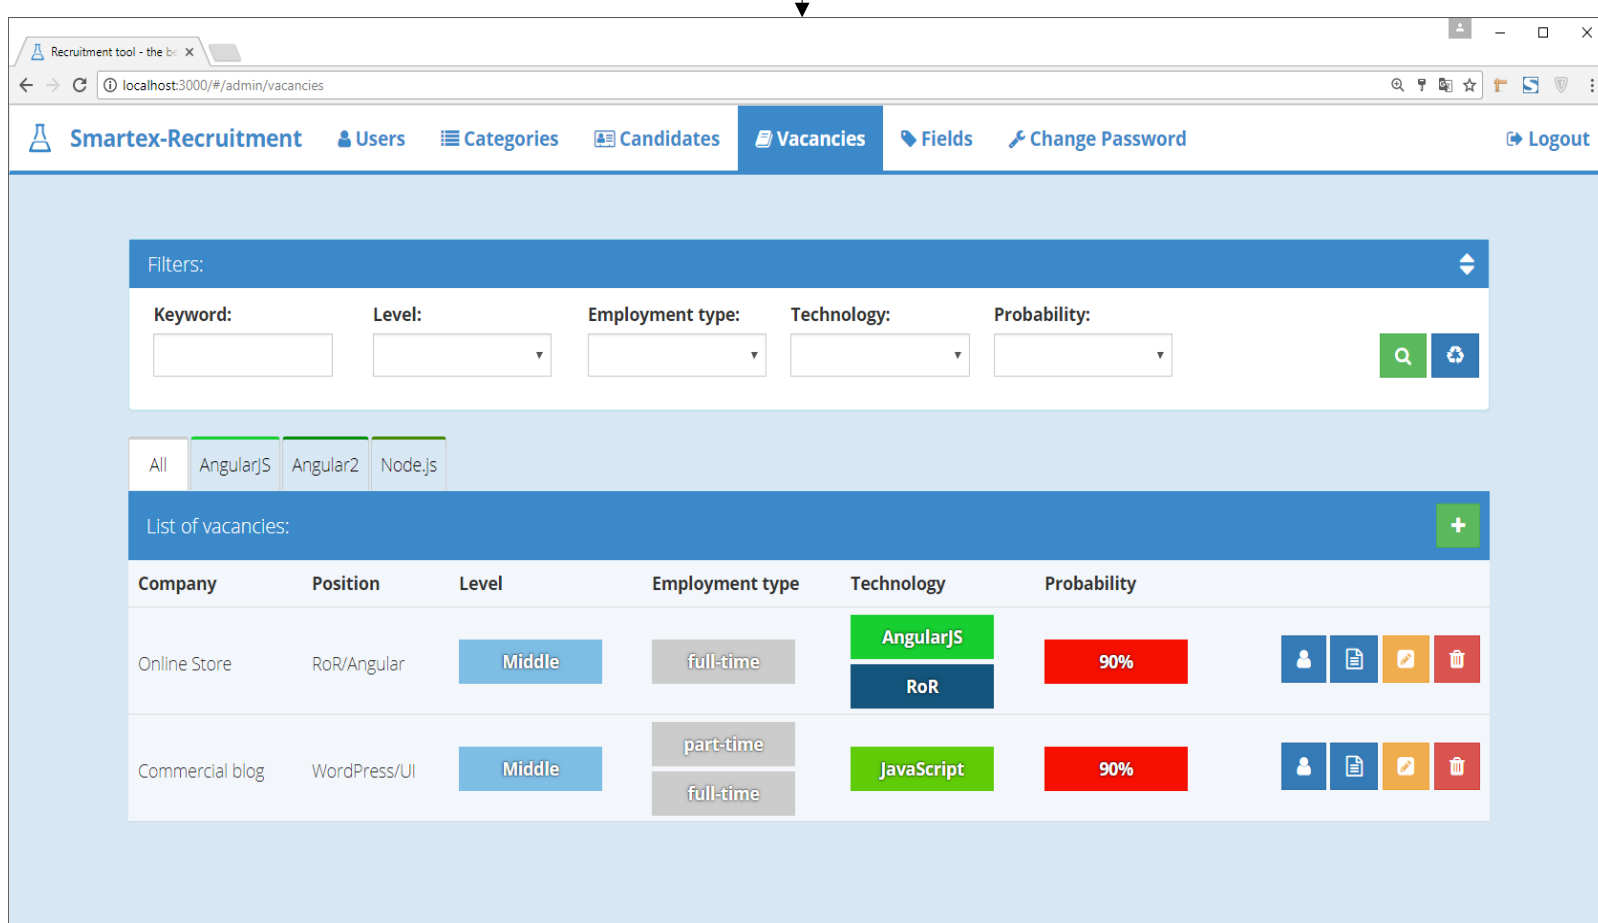 Recruitment tool - the be
localhost:3000/#/admin/vacancies
Smartex-Recruitment Users Categories Candidates Vacancies Fields Change Password Logout
Filters:
Keyword: Level: Employment type: Technology: Probability:
All AngularJS Angular2 Node.js
List of vacancies:
Company Position Level Employment type Technology Probability
Online Store RoR/Angular Middle full-time AngularJS RoR 90%
Commercial blog WordPress/UI Middle part-time full-time JavaScript 90%